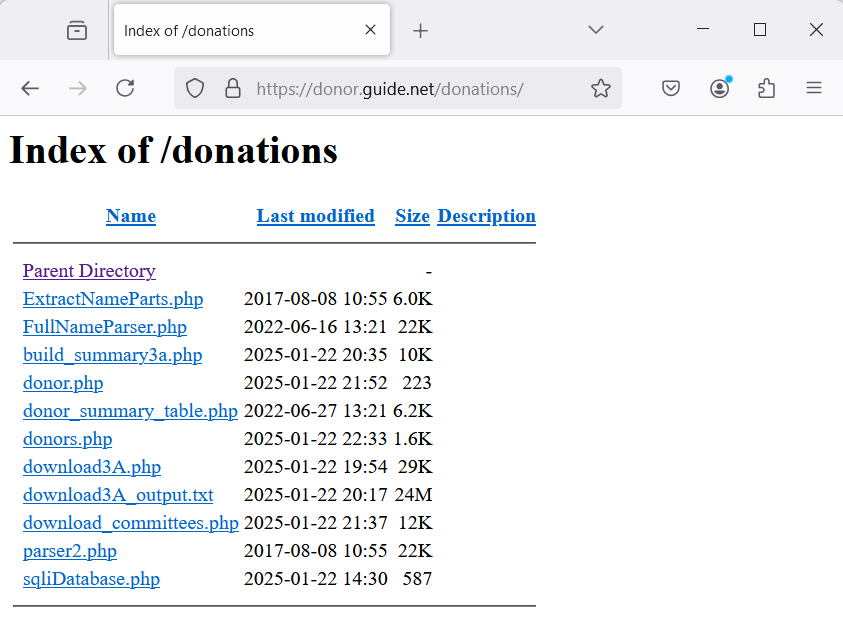 Index of /donations
https://donor.guide.net/donations/
Index of /donations
Name Last modified Size Description
Parent Directory -
ExtractNameParts.php 2017-08-08 10:55 6.0K
FullNameParser.php 2022-06-16 13:21 22K
build_summary3a.php 2025-01-22 20:35 10K
donor.php 2025-01-22 21:52 223
donor_summary_table.php 2022-06-27 13:21 6.2K
donors.php 2025-01-22 22:33 1.6K
download3A.php 2025-01-22 19:54 29K
download3A_output.txt 2025-01-22 20:17 24M
download_committees.php 2025-01-22 21:37 12K
parser2.php 2017-08-08 10:55 22K
sqliDatabase.php 2025-01-22 14:30 587